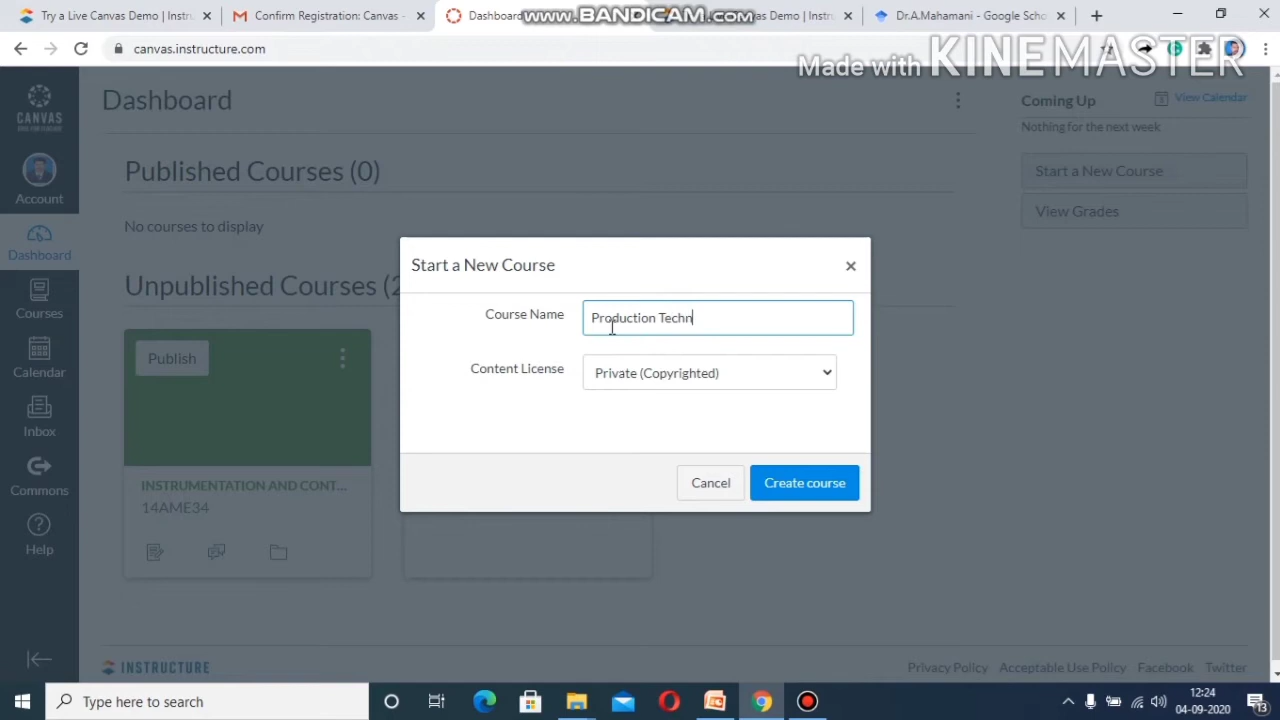 Try a Live Canvas Demo | Instru
Confirm Registration: Canvas
Dashboard
www.BANDICAM.com
as Demo | Instru
Dr.A.Mahamani - Google Scho
canvas.instructure.com
Made with KINEMASTER
CANVAS
Account
Dashboard
Courses
Calendar
Inbox
Commons
Help
Dashboard
Published Courses (0)
No courses to display
Unpublished Courses (2
Publish
INSTRUMENTATION AND CONT...
14AME34
Coming Up
View Calendar
Nothing for the next week
Start a New Course
View Grades
Start a New Course
Course Name
Production Techn
Content License
Private (Copyrighted)
Cancel
Create course
INSTRUCTURE
Privacy Policy Acceptable Use Policy Facebook Twitter
Type here to search
12:24
04-09-2020
13